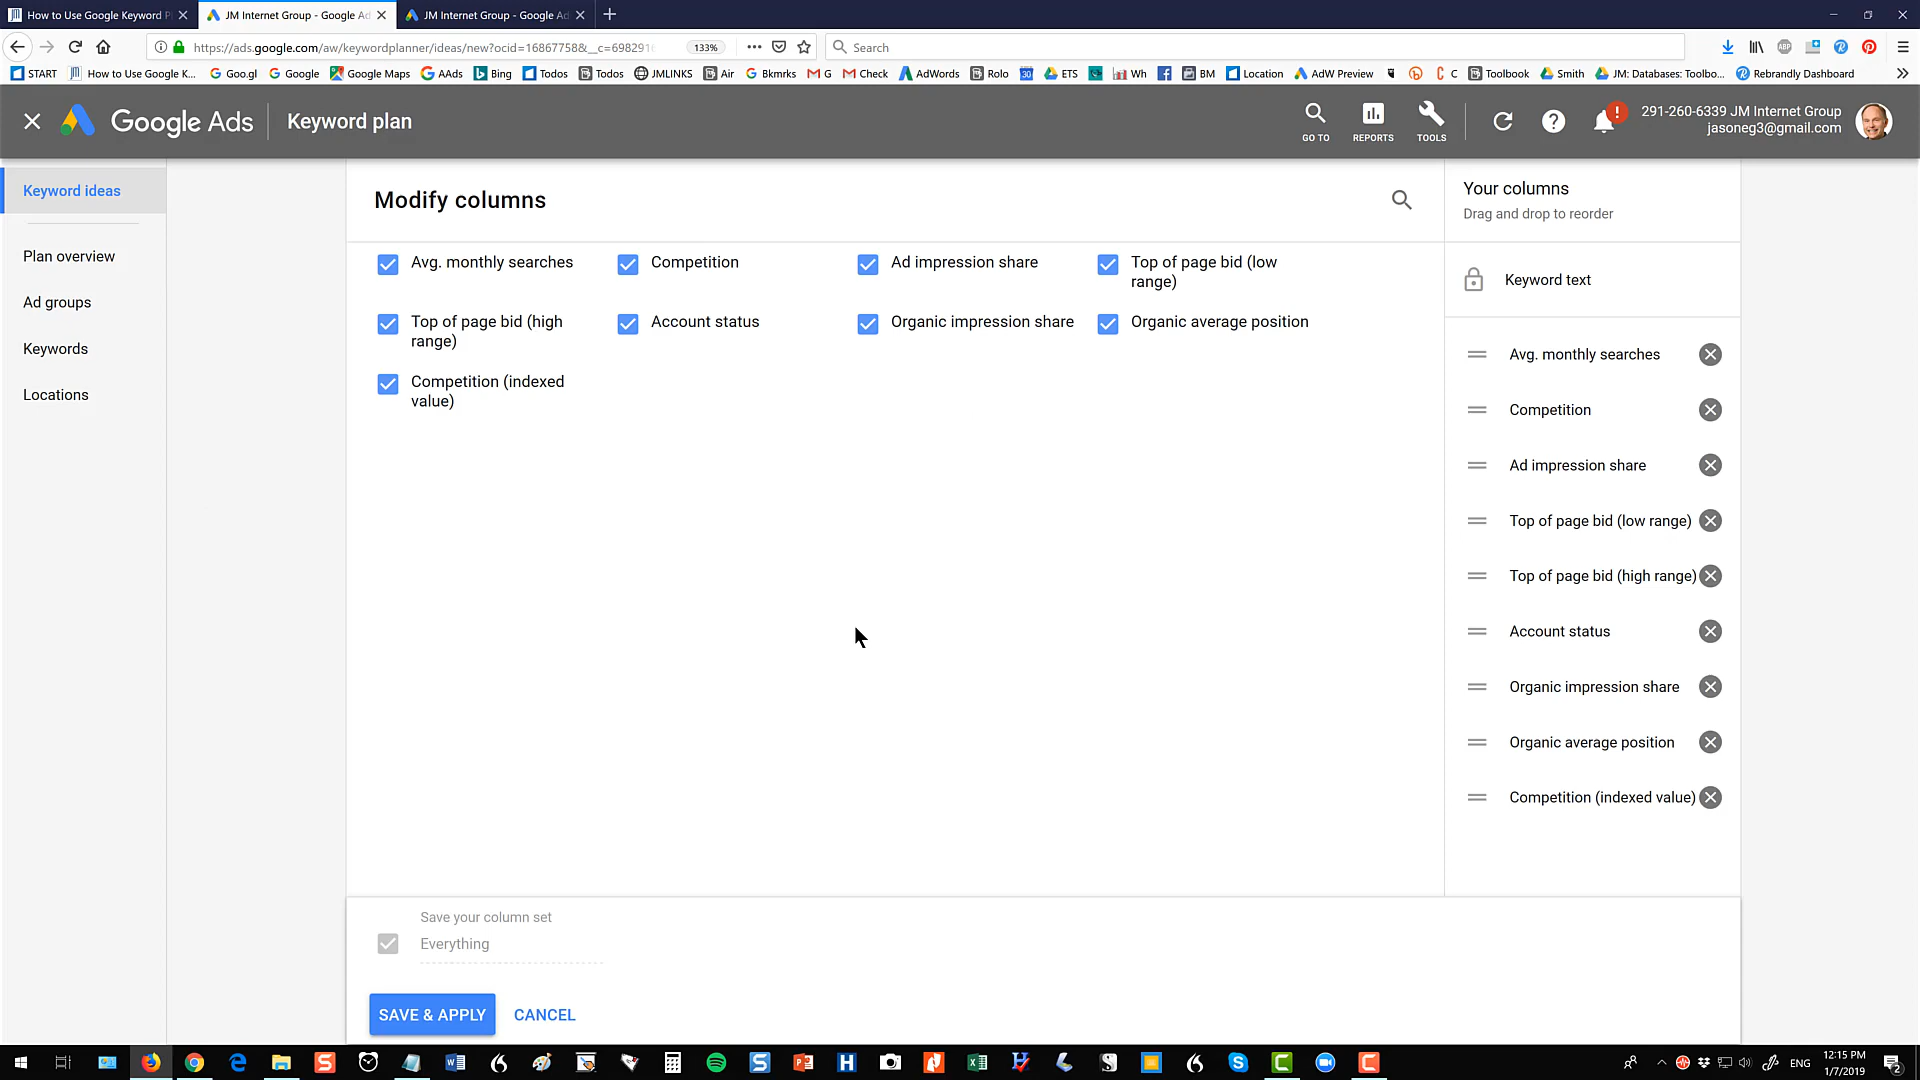 How to Use Google Keyword P
JM Internet Group - Google Ad
JM Internet Group - Google Ad
https://ads.google.com/aw/keywordplanner/ideas/new?ocid=16867758&__c=698291
133%
Search
START
How to Use Google K...
Goo.gl
Google
Google Maps
AAds
Bing
Todos
Todos
JMLINKS
Air
Bkmrks
G
Check
AdWords
Rolo
ETS
Wh
BM
Location
AdW Preview
C
Toolbook
Smith
JM: Databases: Toolbo...
Rebrandly Dashboard
Google Ads
Keyword plan
GO TO
REPORTS
TOOLS
291-260-6339 JM Internet Group
jasoneg3@gmail.com
Keyword ideas
Plan overview
Ad groups
Keywords
Locations
Modify columns
Avg. monthly searches
Competition
Ad impression share
Top of page bid (low
range)
Top of page bid (high
range)
Account status
Organic impression share
Organic average position
Competition (indexed
value)
Your columns
Drag and drop to reorder
Keyword text
Avg. monthly searches
Competition
Ad impression share
Top of page bid (low range)
Top of page bid (high range)
Account status
Organic impression share
Organic average position
Competition (indexed value)
Save your column set
Everything
SAVE & APPLY
CANCEL
ENG
12:15 PM
1/7/2019
2